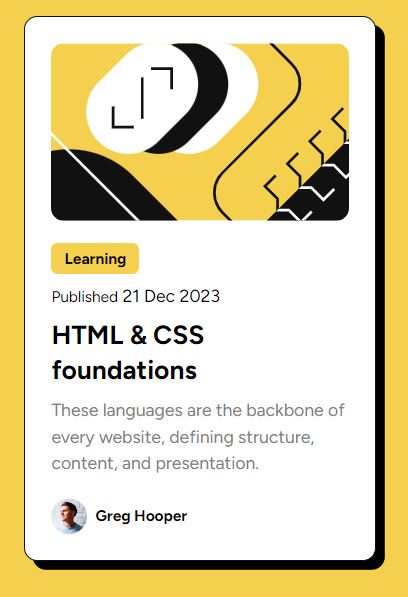 Learning
Published 21 Dec 2023
HTML & CSS
foundations
These languages are the backbone of
every website, defining structure,
content, and presentation.
Greg Hooper